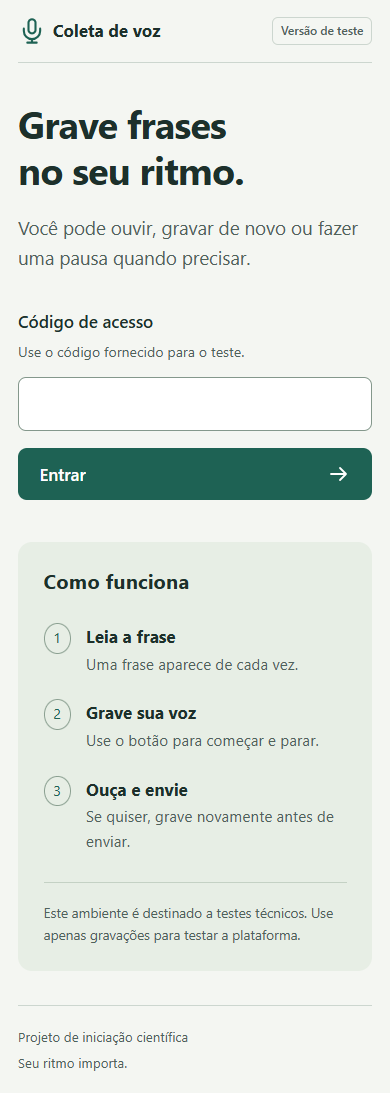 Coleta de voz
Versão de teste
Grave frases
no seu ritmo.
Você pode ouvir, gravar de novo ou fazer
uma pausa quando precisar.
Código de acesso
Use o código fornecido para o teste.
Entrar
Como funciona
1
Leia a frase
Uma frase aparece de cada vez.
2
Grave sua voz
Use o botão para começar e parar.
3
Ouça e envie
Se quiser, grave novamente antes de
enviar.
Este ambiente é destinado a testes técnicos. Use
apenas gravações para testar a plataforma.
Projeto de iniciação científica
Seu ritmo importa.